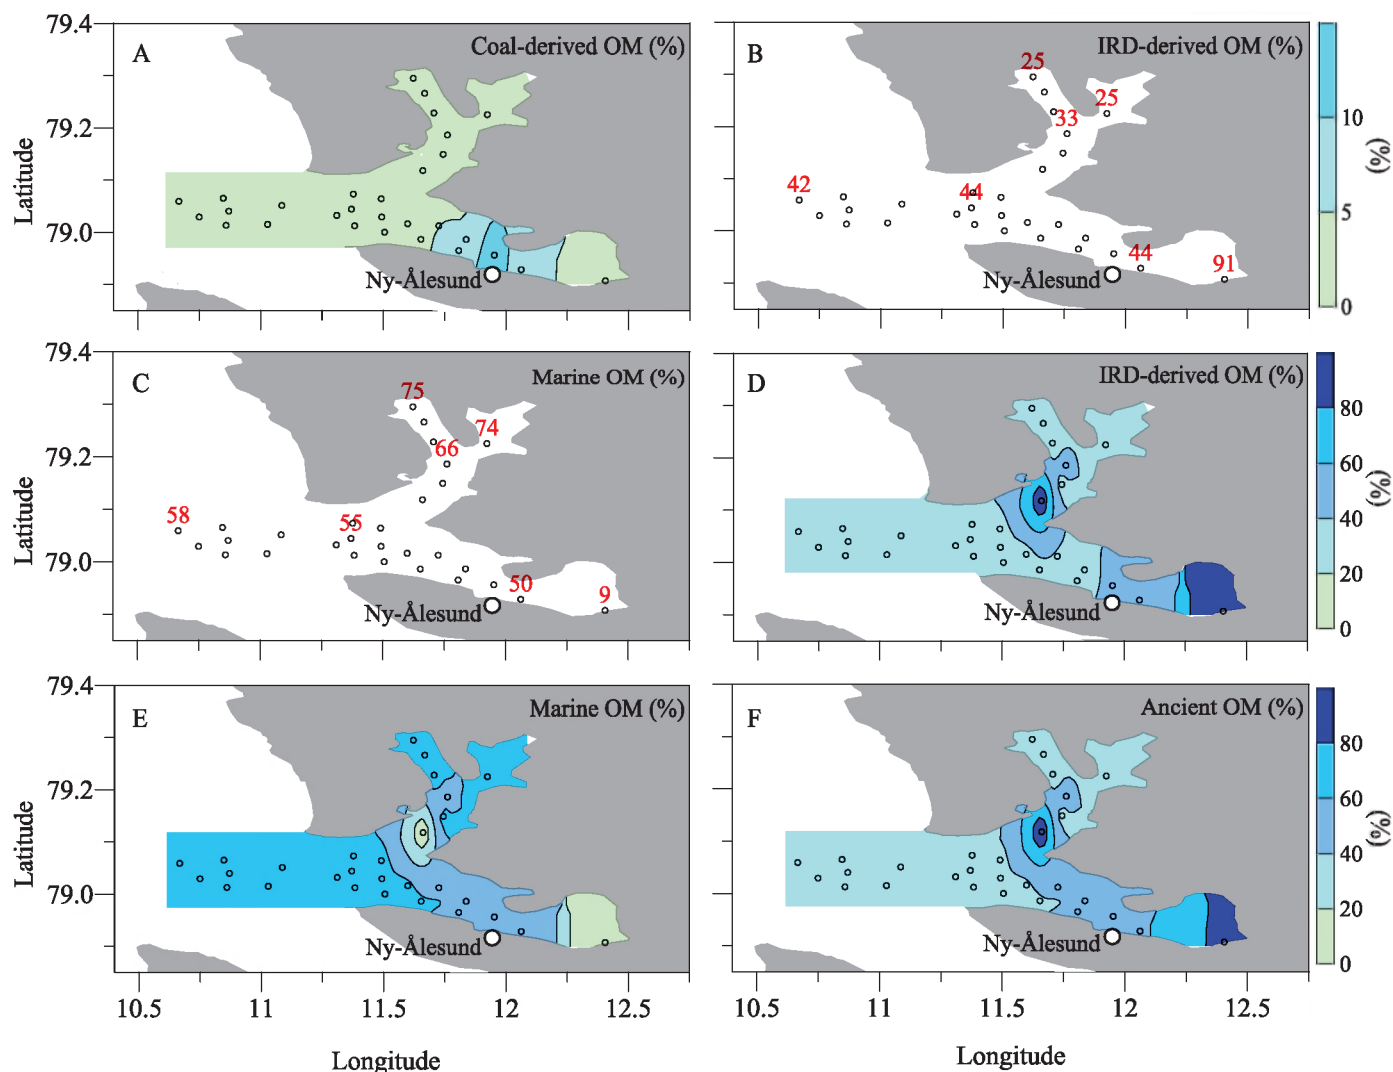 79.4
A
Coal-derived OM (%)
79.2
Latitude
79.0
Ny-Ålesund
B
IRD-derived OM (%)
25
25
33
42
44
44
91
Ny-Ålesund
10
5
0
(%)
79.4
C
Marine OM (%)
75
74
66
79.2
Latitude
58
55
79.0
50
9
Ny-Ålesund
D
IRD-derived OM (%)
Ny-Ålesund
80
60
40
20
0
(%)
79.4
E
Marine OM (%)
79.2
Latitude
79.0
Ny-Ålesund
10.5
11
11.5
12
12.5
Longitude
F
Ancient OM (%)
Ny-Ålesund
80
60
40
20
0
(%)
10.5
11
11.5
12
12.5
Longitude